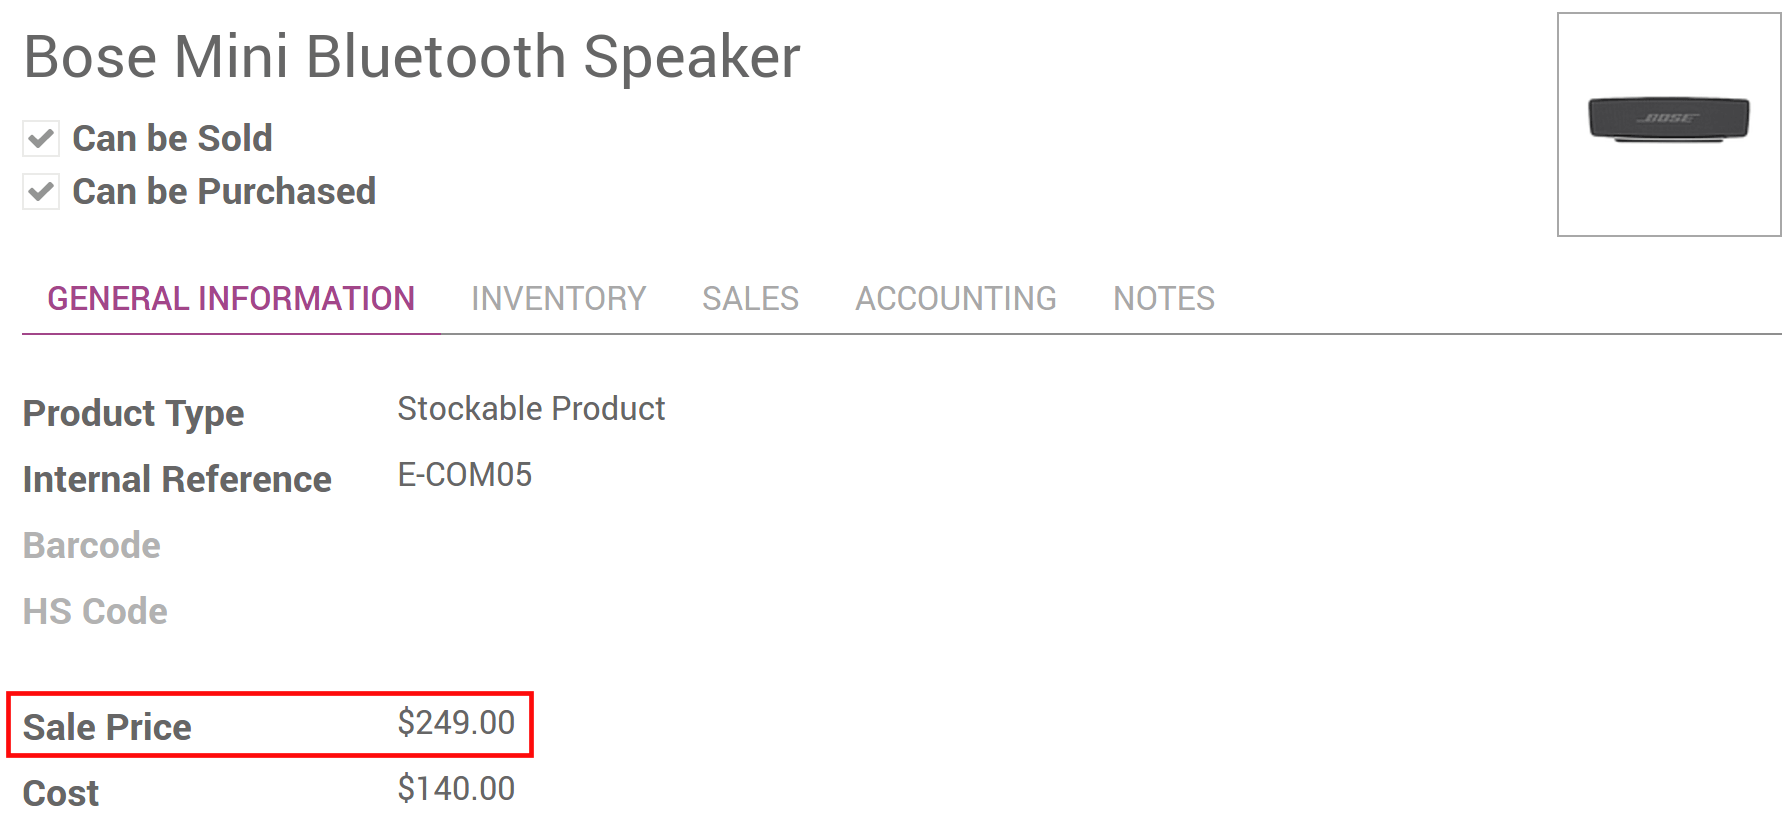 Bose Mini Bluetooth Speaker
BOSE
Can be Sold
Can be Purchased
GENERAL INFORMATION INVENTORY SALES ACCOUNTING NOTES
Product Type Stockable Product
Internal Reference E-COM05
Barcode
HS Code
Sale Price $249.00
Cost $140.00